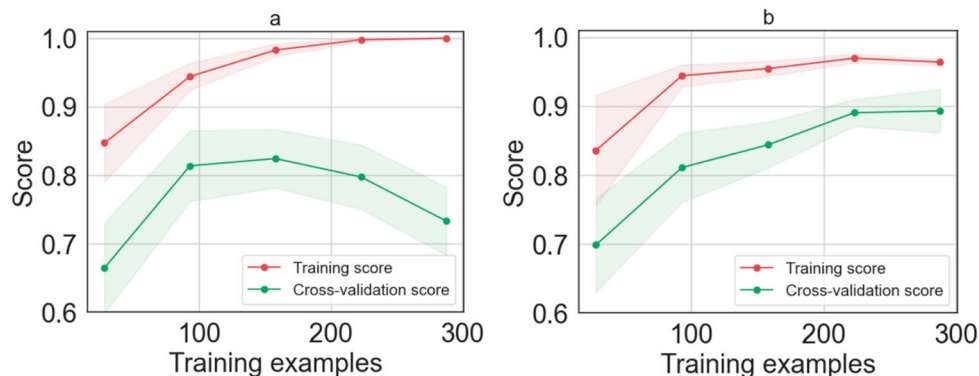 a
1.0
0.9
0.8
0.7
0.6
Score
Training score
Cross-validation score
100
200
300
Training examples
b
1.0
0.9
0.8
0.7
0.6
Score
Training score
Cross-validation score
100
200
300
Training examples